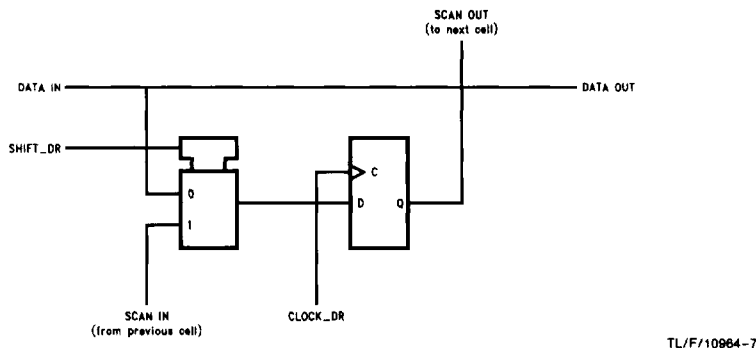 SCAN OUT
(to next cell)
DATA IN
DATA OUT
SHIFT_DR
C
0
D
Q
1
SCAN IN
(from previous cell)
CLOCK_DR
TL/F/10964-7